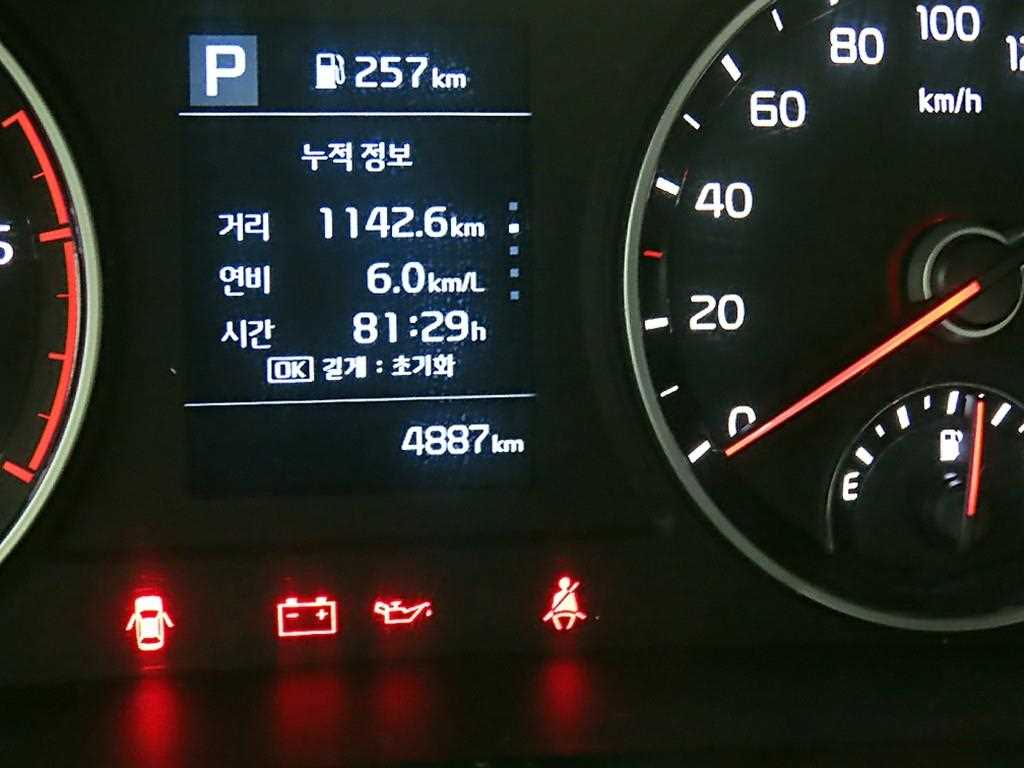 P 257km
누적 정보
거리 1142.6km
연비 6.0km/L
시간 81:29h
OK 길게 : 초기화
4887km
100
80
km/h
60
40
20
0
E